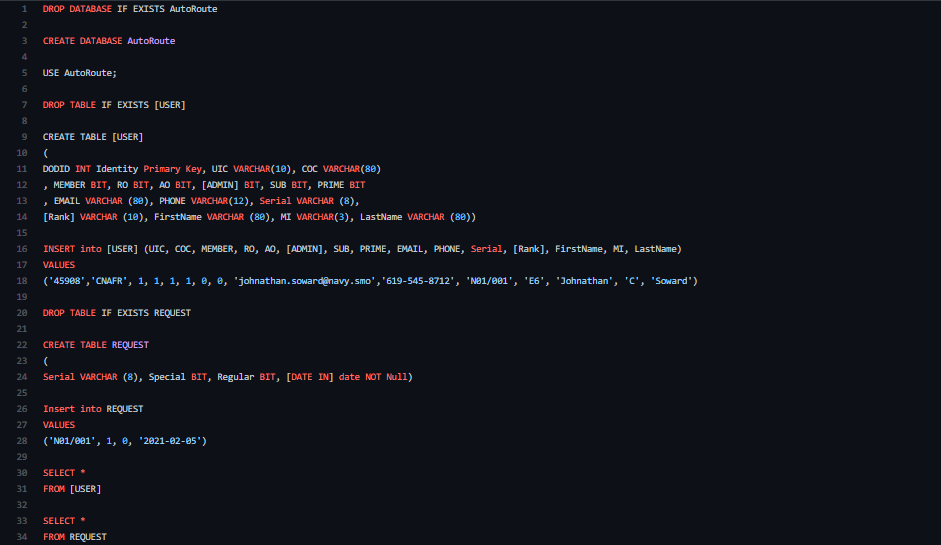 1 DROP DATABASE IF EXISTS AutoRoute
2
3 CREATE DATABASE AutoRoute
4
5 USE AutoRoute;
6
7 DROP TABLE IF EXISTS [USER]
8
9 CREATE TABLE [USER]
10 (
11 DODID INT Identity Primary Key, UIC VARCHAR(10), COC VARCHAR(80)
12 , MEMBER BIT, RO BIT, AO BIT, [ADMIN] BIT, SUB BIT, PRIME BIT
13 , EMAIL VARCHAR (80), PHONE VARCHAR(12), Serial VARCHAR (8),
14 [Rank] VARCHAR (10), FirstName VARCHAR (80), MI VARCHAR(3), LastName VARCHAR (80))
15
16 INSERT into [USER] (UIC, COC, MEMBER, RO, AO, [ADMIN], SUB, PRIME, EMAIL, PHONE, Serial, [Rank], FirstName, MI, LastName)
17 VALUES
18 ('45908','CNAFR', 1, 1, 1, 1, 0, 0, 'johnathan.soward@navy.smo','619-545-8712', 'N01/001', 'E6', 'Johnathan', 'C', 'Soward')
19
20 DROP TABLE IF EXISTS REQUEST
21
22 CREATE TABLE REQUEST
23 (
24 Serial VARCHAR (8), Special BIT, Regular BIT, [DATE IN] date NOT Null)
25
26 Insert into REQUEST
27 VALUES
28 ('N01/001', 1, 0, '2021-02-05')
29
30 SELECT *
31 FROM [USER]
32
33 SELECT *
34 FROM REQUEST